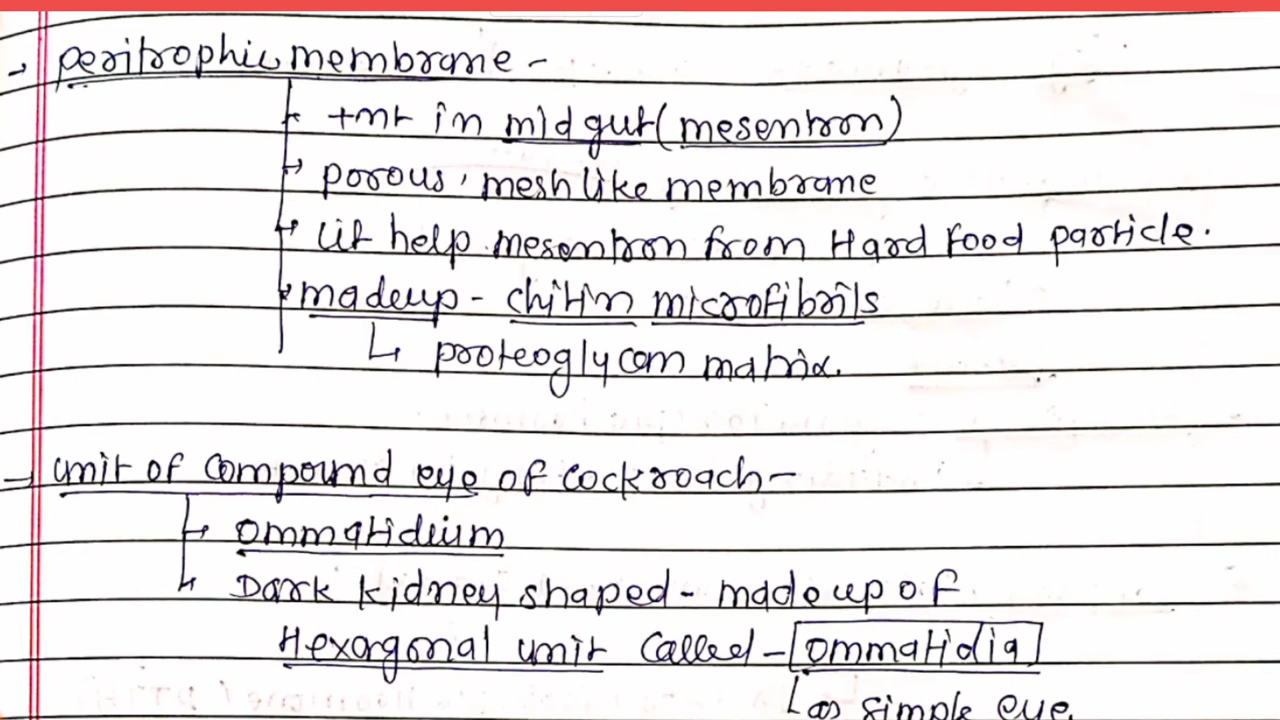 → peritrophic membrane -
→ +nt in midgut (mesentron)
→ porous, mesh like membrane
→ it help mesentron from Hard Food particle.
→ madeup - chitin microfibrils
↳ proteoglycan matrix.
→ unit of compound eye of cockroach -
↳ ommatidium
↳ Dark kidney shaped - made up of
Hexagonal unit called - ommatidia
↳ as simple eye.